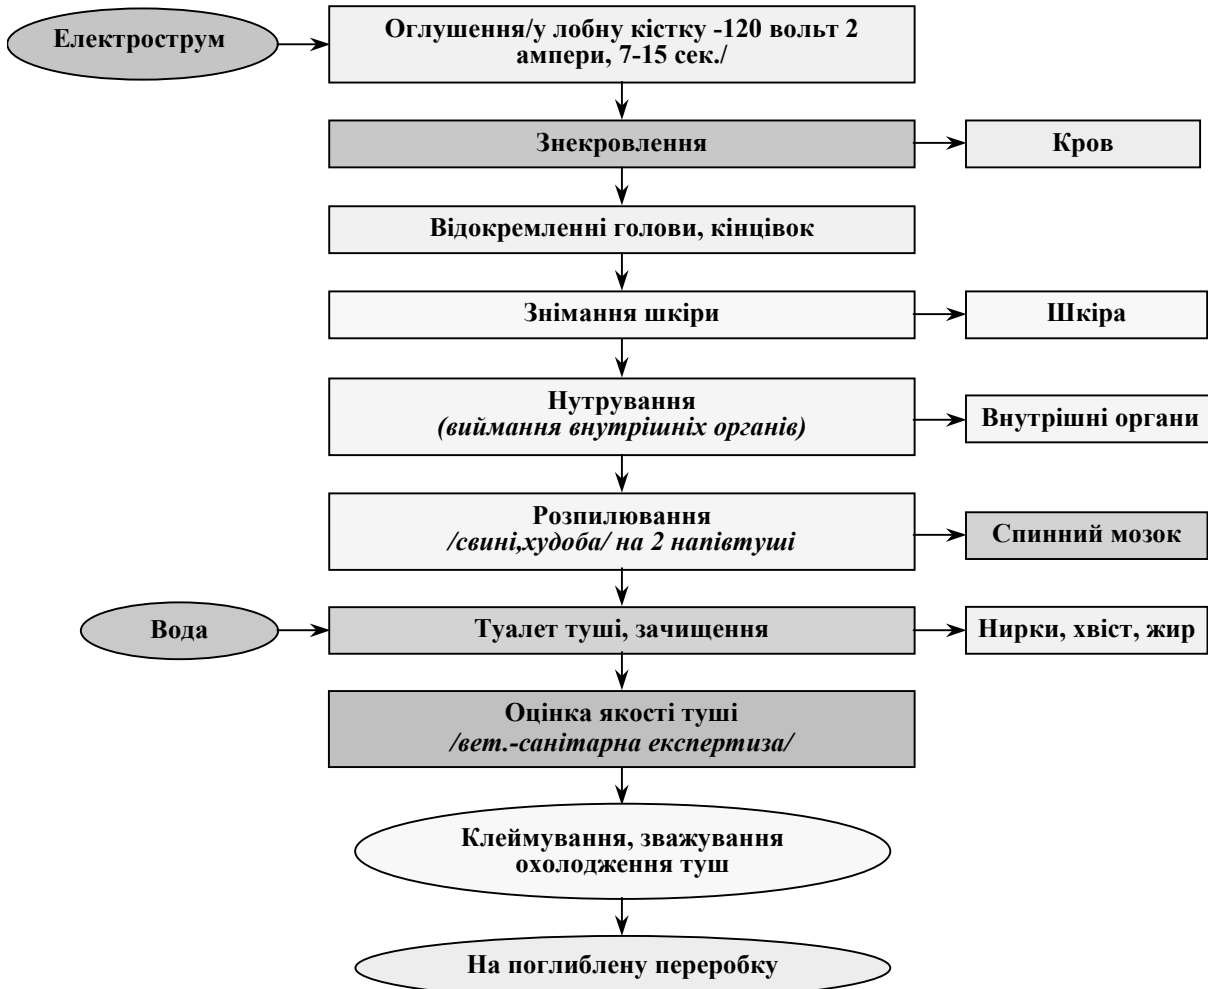 Електрострум
Оглушення/у лобну кістку -120 вольт 2
ампери, 7-15 сек./
Знекровлення
Кров
Відокремленні голови, кінцівок
Знімання шкіри
Шкіра
Нутрування
(виймання внутрішніх органів)
Внутрішні органи
Розпилювання
/свині,худоба/ на 2 напівтуші
Спинний мозок
Вода
Туалет туші, зачищення
Нирки, хвіст, жир
Оцінка якості туші
/вет.-санітарна експертиза/
Клеймування, зважування
охолодження туш
На поглиблену переробку